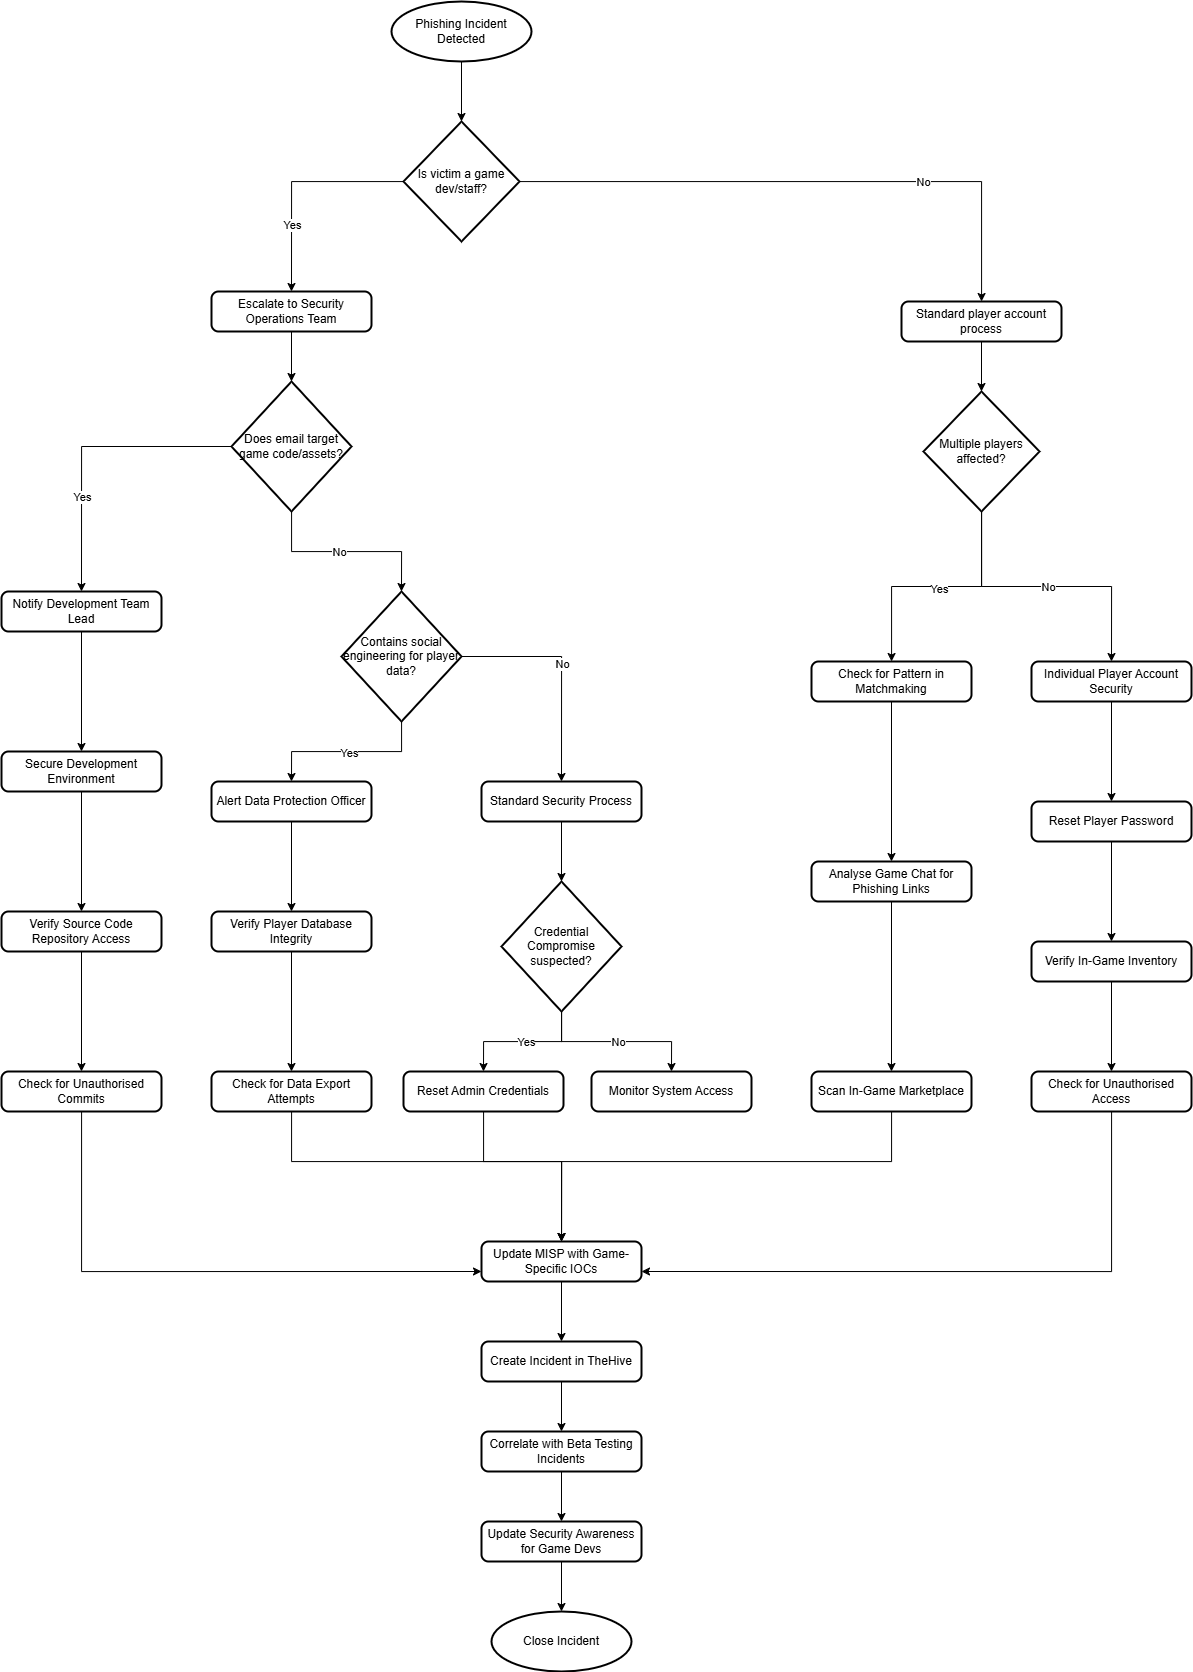 Phishing Incident
Detected
Is victim a game
dev/staff?
No
Yes
Escalate to Security
Operations Team
Standard player account
process
Does email target
game code/assets?
Multiple players
affected?
Yes
No
Yes
No
Notify Development Team
Lead
Contains social
engineering for player
data?
No
Check for Pattern in
Matchmaking
Individual Player Account
Security
Yes
Secure Development
Environment
Alert Data Protection Officer
Standard Security Process
Reset Player Password
Analyse Game Chat for
Phishing Links
Verify Source Code
Repository Access
Verify Player Database
Integrity
Credential
Compromise
suspected?
Verify In-Game Inventory
Yes
No
Check for Unauthorised
Commits
Check for Data Export
Attempts
Reset Admin Credentials
Monitor System Access
Scan In-Game Marketplace
Check for Unauthorised
Access
Update MISP with Game-
Specific IOCs
Create Incident in TheHive
Correlate with Beta Testing
Incidents
Update Security Awareness
for Game Devs
Close Incident